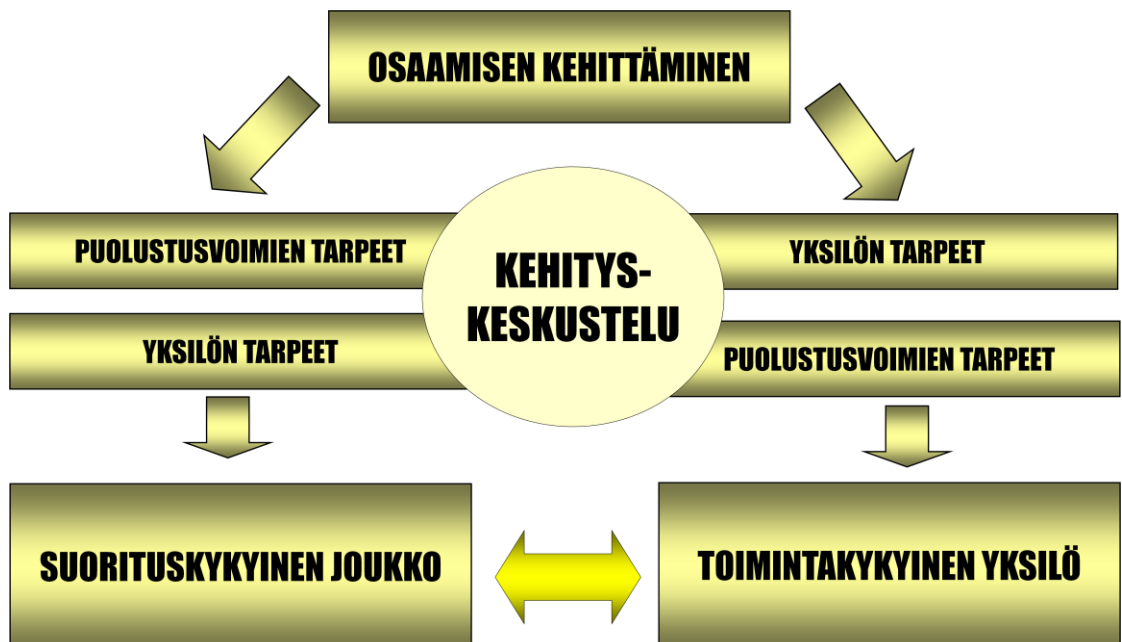 OSAAMISEN KEHITTÄMINEN
PUOLUSTUSVOIMIEN TARPEET
YKSILÖN TARPEET
KEHITYS-
KESKUSTELU
YKSILÖN TARPEET
PUOLUSTUSVOIMIEN TARPEET
SUORITUSKYKYINEN JOUKKO
TOIMINTAKYKYINEN YKSILÖ